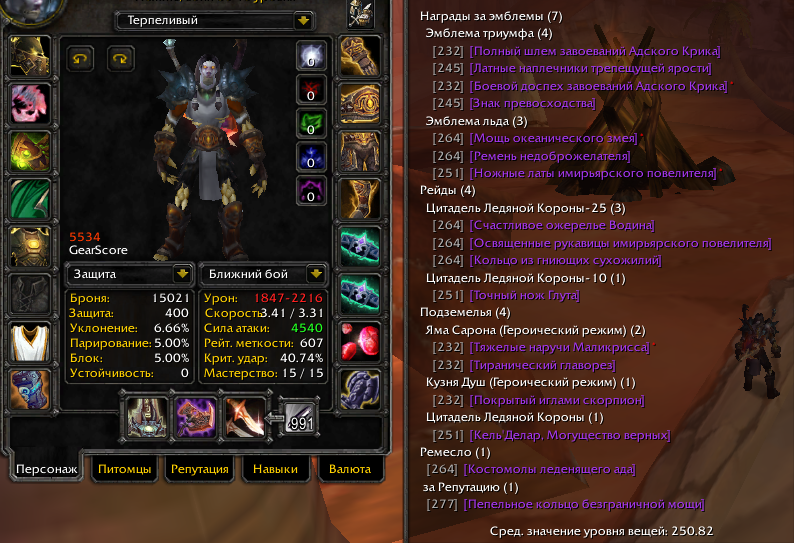 Терпеливый
0
0
0
0
5534
GearScore
Защита
Ближний бой
Броня: 15021
Защита: 400
Уклонение: 6.66%
Парирование: 5.00%
Блок: 5.00%
Устойчивость: 0
Урон: 1847-2216
Скорость: 3.41 / 3.31
Сила атаки: 4540
Рейт. меткости: 607
Крит. удар: 40.74%
Мастерство: 15 / 15
991
Персонаж
Питомцы
Репутация
Навыки
Валюта
Награды за эмблемы (7)
Эмблема триумфа (4)
[232] [Полный шлем завоеваний Адского Крика]
[245] [Латные наплечники трепещущей ярости]
[232] [Боевой доспех завоеваний Адского Крика]*
[245] [Знак превосходства]
Эмблема льда (3)
[264] [Мощь океанического змея]
[264] [Ремень недоброжелателя]
[251] [Ножные латы имирьярского повелителя]*
Рейды (4)
Цитадель Ледяной Короны-25 (3)
[264] [Счастливое ожерелье Водина]
[264] [Освященные рукавицы имирьярского повелителя]
[264] [Кольцо из гниющих сухожилий]
Цитадель Ледяной Короны-10 (1)
[251] [Точный нож Глута]
Подземелья (4)
Яма Сарона (Героический режим) (2)
[232] [Тяжелые наручи Маликрисса]*
[232] [Тиранический главорез]
Кузня Душ (Героический режим) (1)
[232] [Покрытый иглами скорпион]
Цитадель Ледяной Короны (1)
[251] [Кель'Делар, Могущество верных]
Ремесло (1)
[264] [Костомолы леденящего ада]
за Репутацию (1)
[277] [Пепельное кольцо безграничной мощи]
Сред. значение уровня вещей: 250.82